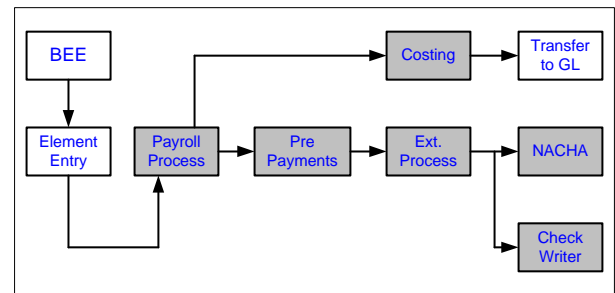 BEE
Costing
Transfer
to GL
Element
Entry
Payroll
Process
Pre
Payments
Ext.
Process
NACHA
Check
Writer